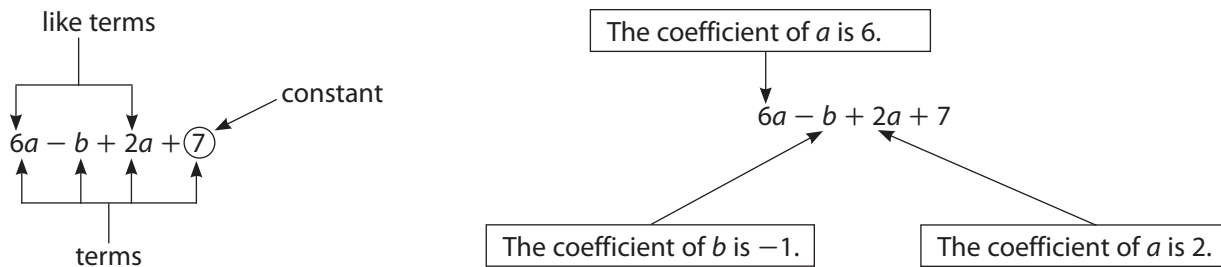 like terms
constant
6a − b + 2a + 7
terms
The coefficient of a is 6.
6a − b + 2a + 7
The coefficient of b is −1.
The coefficient of a is 2.